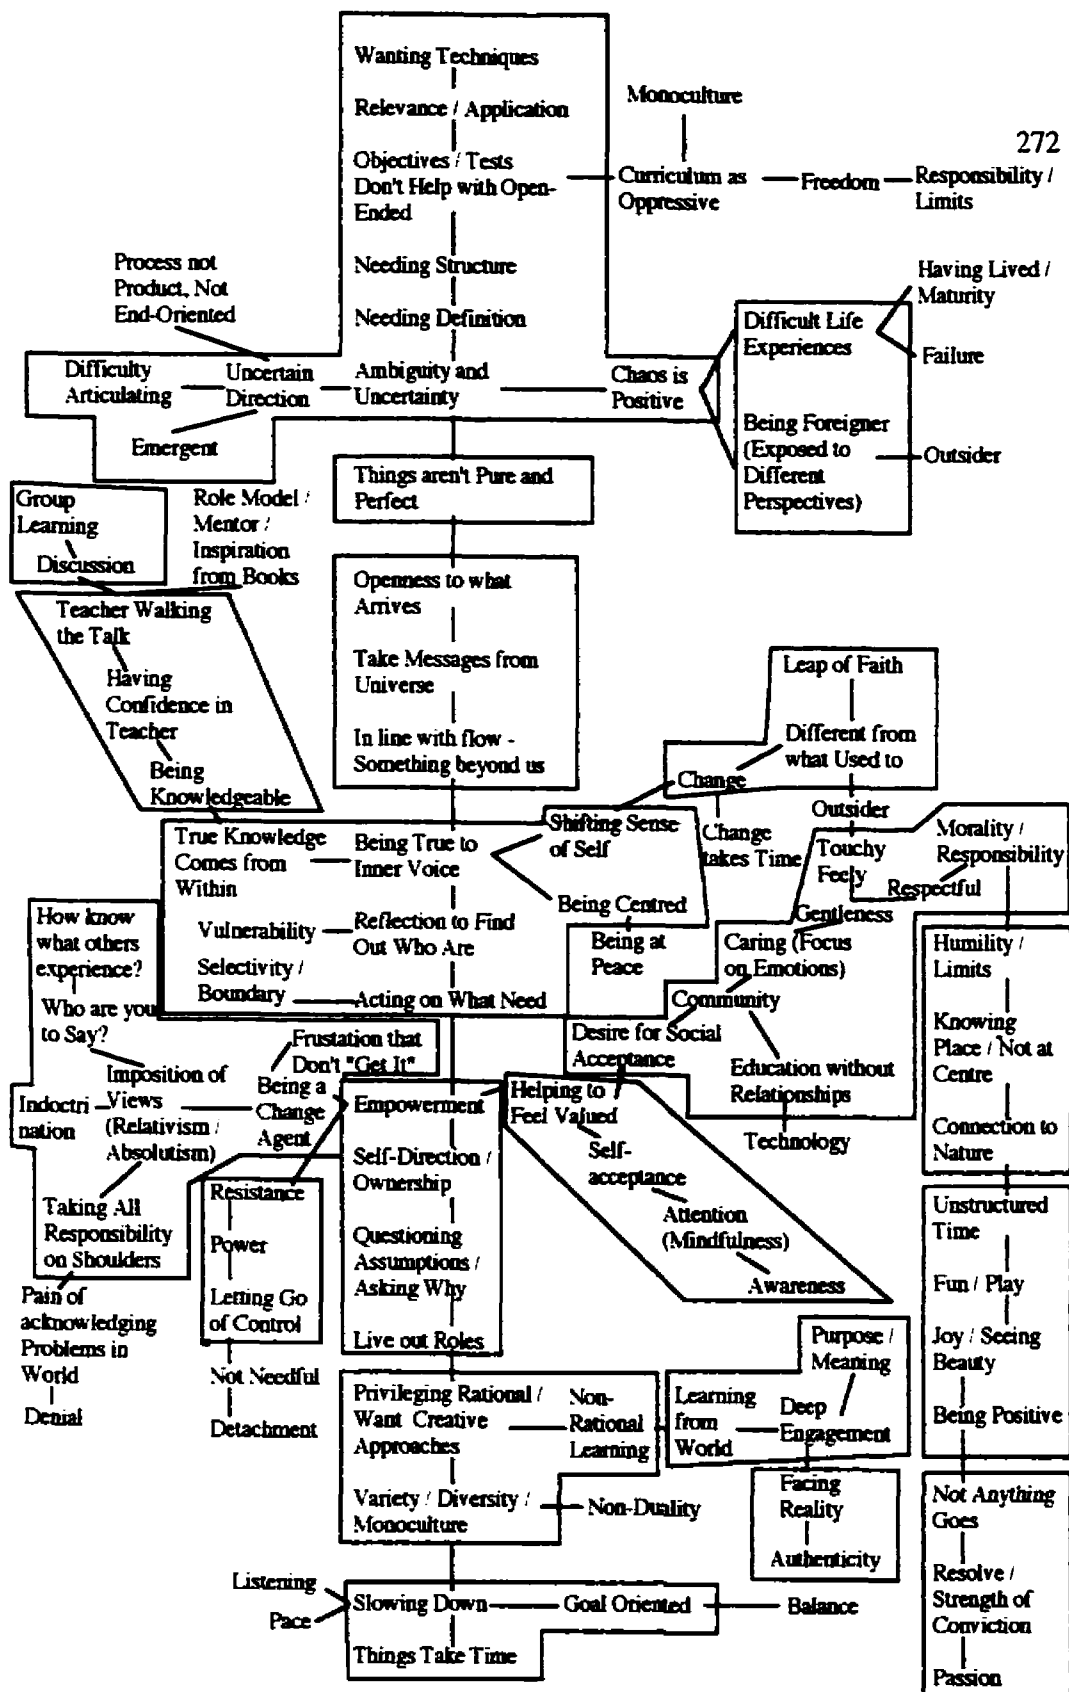 Wanting Techniques
Relevance / Application
Monoculture
272
Objectives / Tests
Don't Help with Open-
Ended
Curriculum as
Oppressive
Freedom
Responsibility /
Limits
Process not
Product, Not
End-Oriented
Needing Structure
Needing Definition
Having Lived /
Maturity
Difficult Life
Experiences
Failure
Difficulty
Articulating
Uncertain
Direction
Ambiguity and
Uncertainty
Chaos is
Positive
Emergent
Being Foreigner
(Exposed to
Different
Perspectives)
Outsider
Things aren't Pure and
Perfect
Group
Learning
Discussion
Role Model /
Mentor /
Inspiration
from Books
Openness to what
Arrives
Teacher Walking
the Talk
Having
Confidence in
Teacher
Being
Knowledgeable
Take Messages from
Universe
In line with flow -
Something beyond us
Leap of Faith
Different from
what Used to
Change
Change
takes Time
Outsider
Touchy
Feely
Morality /
Responsibility
Respectful
Gentleness
True Knowledge
Comes from
Within
Being True to
Inner Voice
Shifting Sense
of Self
Being Centred
Being at
Peace
Vulnerability
Reflection to Find
Out Who Are
Selectivity /
Boundary
Acting on What Need
Caring (Focus
on Emotions)
Community
Desire for Social
Acceptance
Education without
Relationships
Technology
Humility /
Limits
Knowing
Place / Not at
Centre
Connection to
Nature
How know
what others
experience?
Who are you
to Say?
Imposition of
Views
(Relativism /
Absolutism)
Indoctri
nation
Frustation that
Don't "Get It"
Being a
Change
Agent
Empowerment
Helping to
Feel Valued
Self-
acceptance
Attention
(Mindfulness)
Awareness
Self-Direction /
Ownership
Questioning
Assumptions /
Asking Why
Live out Roles
Taking All
Responsibility
on Shoulders
Pain of
acknowledging
Problems in
World
Denial
Resistance
Power
Letting Go
of Control
Not Needful
Detachment
Unstructured
Time
Fun / Play
Joy / Seeing
Beauty
Being Positive
Privileging Rational /
Want Creative
Approaches
Non-
Rational
Learning
Learning
from
World
Purpose /
Meaning
Deep
Engagement
Variety / Diversity /
Monoculture
Non-Duality
Facing
Reality
Authenticity
Not Anything
Goes
Resolve /
Strength of
Conviction
Passion
Listening
Pace
Slowing Down
Goal Oriented
Balance
Things Take Time